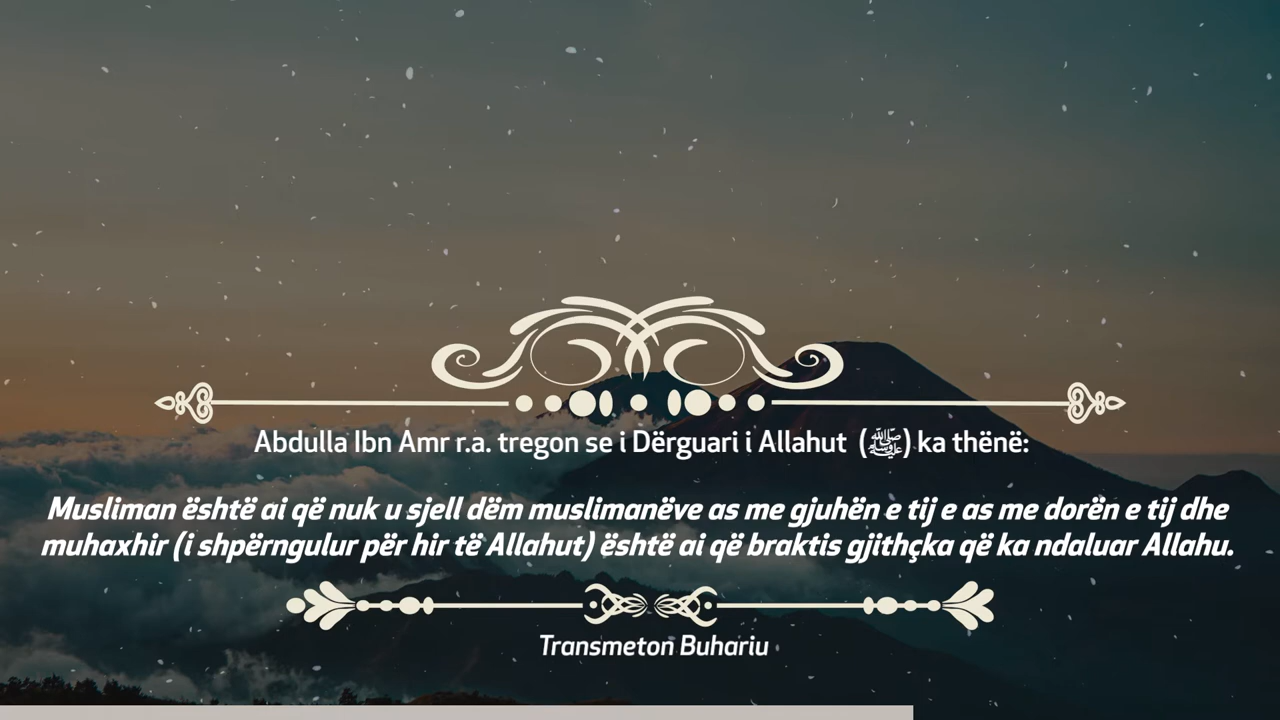 Abdulla Ibn Amr r.a. tregon se i Dërguari i Allahut (ﷺ) ka thënë:
Musliman është ai që nuk u sjell dëm muslimanëve as me gjuhën e tij e as me dorën e tij dhe
muhaxhir (i shpërngulur për hir të Allahut) është ai që braktis gjithçka që ka ndaluar Allahu.
Transmeton Buhariu